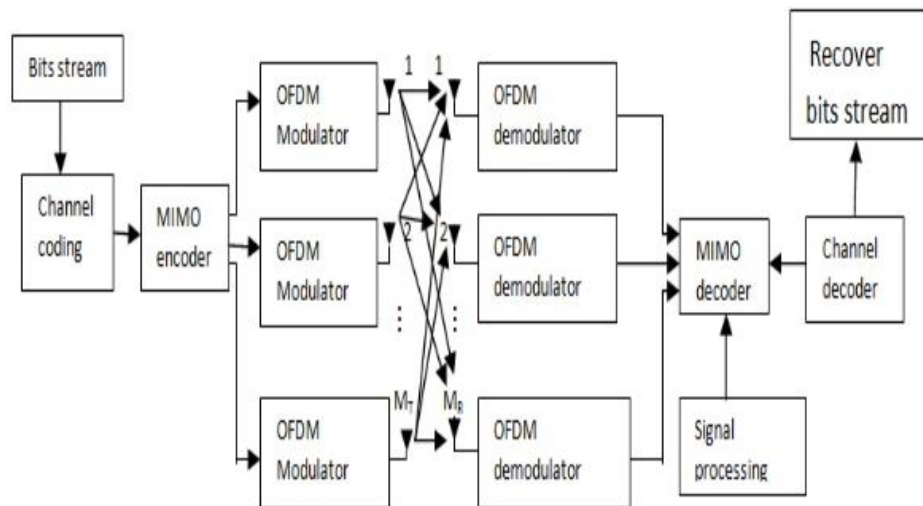 Bits stream
Channel
coding
MIMO
encoder
OFDM
Modulator
OFDM
Modulator
OFDM
Modulator
1
1
2
2
⋮
⋮
M_T
M_R
OFDM
demodulator
OFDM
demodulator
OFDM
demodulator
MIMO
decoder
Channel
decoder
Signal
processing
Recover
bits stream